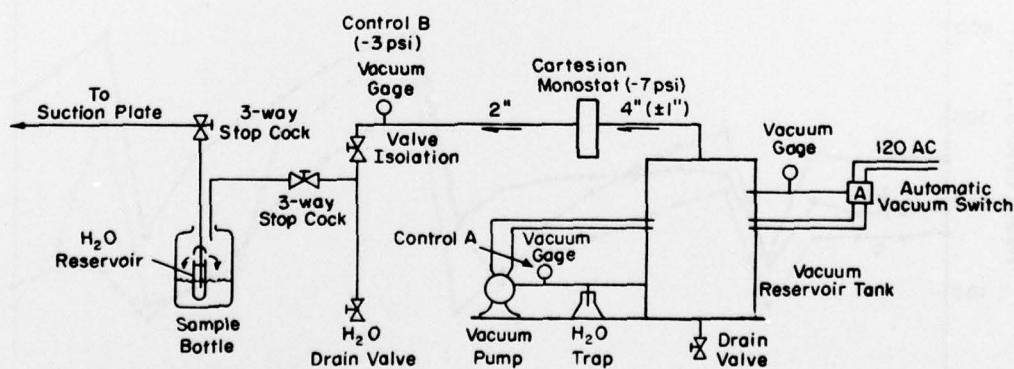 Control B
(-3 psi)
Vacuum
Gage
Cartesian
Monostat (-7 psi)
To
Suction Plate
3-way
Stop Cock
2"
4" (±1")
Valve
Isolation
Vacuum
Gage
120 AC
A
Automatic
Vacuum Switch
3-way
Stop Cock
H2O
Reservoir
Control A
Vacuum
Gage
Vacuum
Reservoir Tank
Sample
Bottle
H2O
Drain Valve
Vacuum
Pump
H2O
Trap
Drain
Valve